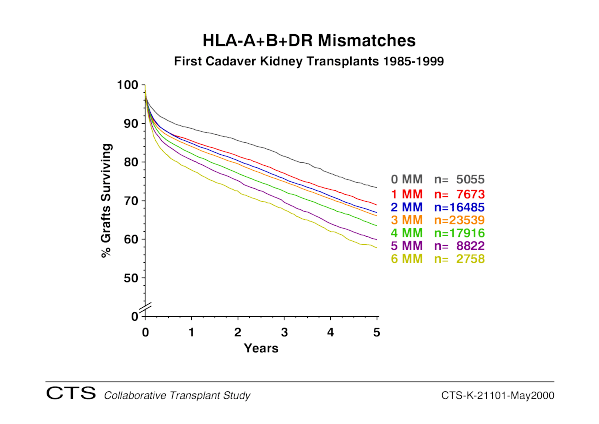 HLA-A+B+DR Mismatches
First Cadaver Kidney Transplants 1985-1999
% Grafts Surviving
100
90
80
70
60
50
0
0 MM n= 5055
1 MM n= 7673
2 MM n=16485
3 MM n=23539
4 MM n=17916
5 MM n= 8822
6 MM n= 2758
0 1 2 3 4 5
Years
CTS Collaborative Transplant Study CTS-K-21101-May2000